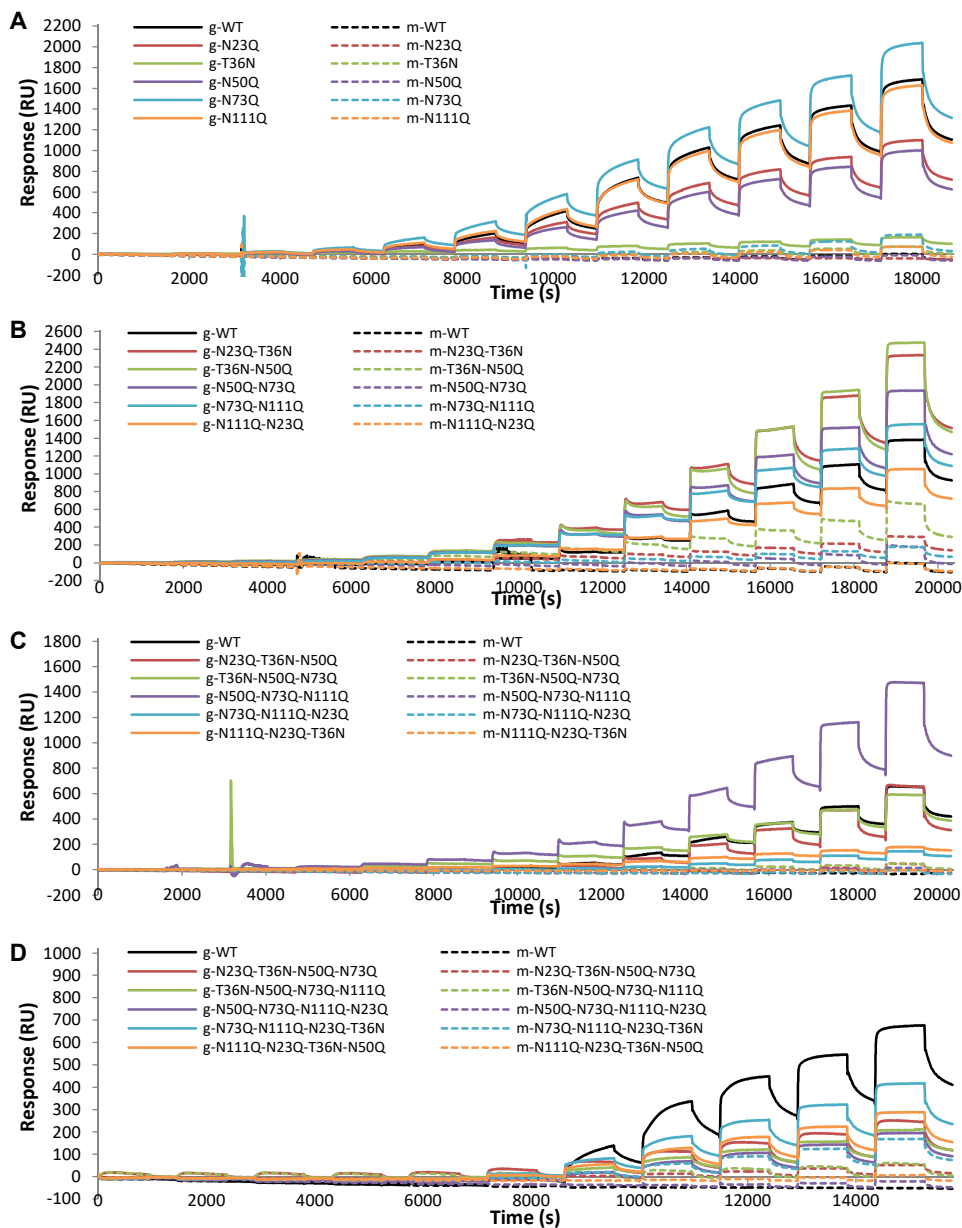 A
g-WT
m-WT
g-N23Q
m-N23Q
g-T36N
m-T36N
g-N50Q
m-N50Q
g-N73Q
m-N73Q
g-N111Q
m-N111Q
Response (RU)
2200
2000
1800
1600
1400
1200
1000
800
600
400
200
0
-200
0 2000 4000 6000 8000 10000 12000 14000 16000 18000
Time (s)
B
g-WT
m-WT
g-N23Q-T36N
m-N23Q-T36N
g-T36N-N50Q
m-T36N-N50Q
g-N50Q-N73Q
m-N50Q-N73Q
g-N73Q-N111Q
m-N73Q-N111Q
g-N111Q-N23Q
m-N111Q-N23Q
Response (RU)
2600
2400
2200
2000
1800
1600
1400
1200
1000
800
600
400
200
0
-200
0 2000 4000 6000 8000 10000 12000 14000 16000 18000 20000
Time (s)
C
g-WT
m-WT
g-N23Q-T36N-N50Q
m-N23Q-T36N-N50Q
g-T36N-N50Q-N73Q
m-T36N-N50Q-N73Q
g-N50Q-N73Q-N111Q
m-N50Q-N73Q-N111Q
g-N73Q-N111Q-N23Q
m-N73Q-N111Q-N23Q
g-N111Q-N23Q-T36N
m-N111Q-N23Q-T36N
Response (RU)
1800
1600
1400
1200
1000
800
600
400
200
0
-200
0 2000 4000 6000 8000 10000 12000 14000 16000 18000 20000
Time (s)
D
g-WT
m-WT
g-N23Q-T36N-N50Q-N73Q
m-N23Q-T36N-N50Q-N73Q
g-T36N-N50Q-N73Q-N111Q
m-T36N-N50Q-N73Q-N111Q
g-N50Q-N73Q-N111Q-N23Q
m-N50Q-N73Q-N111Q-N23Q
g-N73Q-N111Q-N23Q-T36N
m-N73Q-N111Q-N23Q-T36N
g-N111Q-N23Q-T36N-N50Q
m-N111Q-N23Q-T36N-N50Q
Response (RU)
1000
900
800
700
600
500
400
300
200
100
0
-100
0 2000 4000 6000 8000 10000 12000 14000
Time (s)